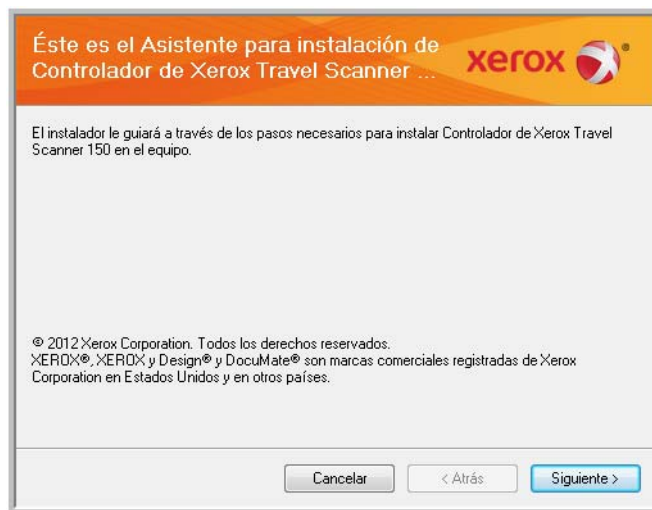 Éste es el Asistente para instalación de
Controlador de Xerox Travel Scanner ...
xerox ®
El instalador le guiará a través de los pasos necesarios para instalar Controlador de Xerox Travel
Scanner 150 en el equipo.
© 2012 Xerox Corporation. Todos los derechos reservados.
XEROX®, XEROX y Design® y DocuMate® son marcas comerciales registradas de Xerox
Corporation en Estados Unidos y en otros países.
Cancelar < Atrás Siguiente >